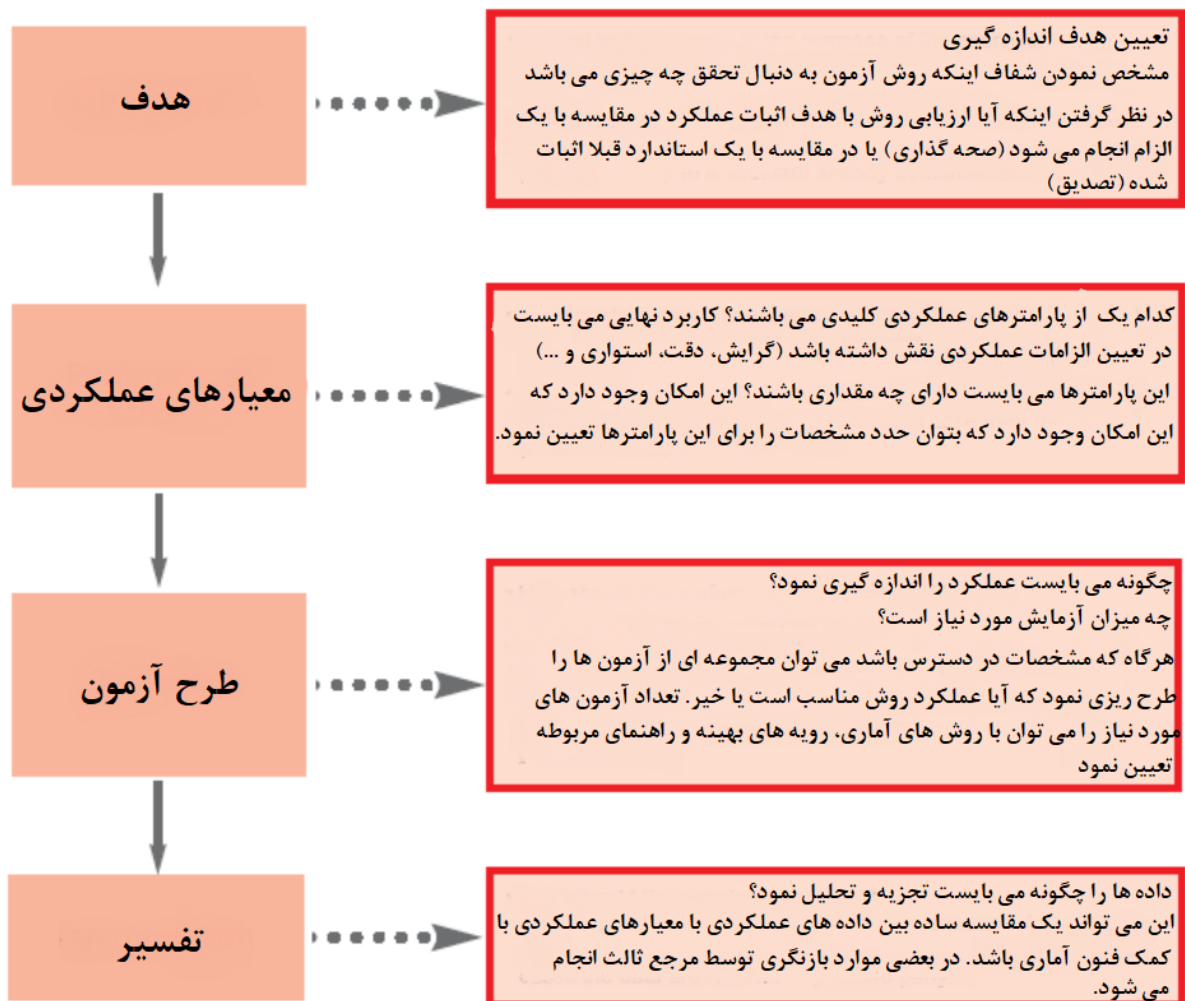 هدف
تعیین هدف اندازه گیری
مشخص نمودن شفاف اینکه روش آزمون به دنبال تحقق چه چیزی می باشد
در نظر گرفتن اینکه آیا ارزیابی روش با هدف اثبات عملکرد در مقایسه با یک
الزام انجام می شود (صحه گذاری) یا در مقایسه با یک استاندارد قبلا اثبات
شده (تصدیق)
معیارهای عملکردی
کدام یک از پارامترهای عملکردی کلیدی می باشند؟ کاربرد نهایی می بایست
در تعیین الزامات عملکردی نقش داشته باشد (گرایش، دقت، استواری و ...)
این پارامترها می بایست دارای چه مقداری باشند؟ این امکان وجود دارد که
این امکان وجود دارد که بتوان حدد مشخصات را برای این پارامترها تعیین نمود.
طرح آزمون
چگونه می بایست عملکرد را اندازه گیری نمود؟
چه میزان آزمایش مورد نیاز است؟
هرگاه که مشخصات در دسترس باشد می توان مجموعه ای از آزمون ها را
طرح ریزی نمود که آیا عملکرد روش مناسب است یا خیر. تعداد آزمون های
مورد نیاز را می توان با روش های آماری، رویه های بهینه و راهنمای مربوطه
تعیین نمود
تفسیر
داده ها را چگونه می بایست تجزیه و تحلیل نمود؟
این می تواند یک مقایسه ساده بین داده های عملکردی با معیارهای عملکردی با
کمک فنون آماری باشد. در بعضی موارد بازنگری توسط مرجع ثالث انجام
می شود.